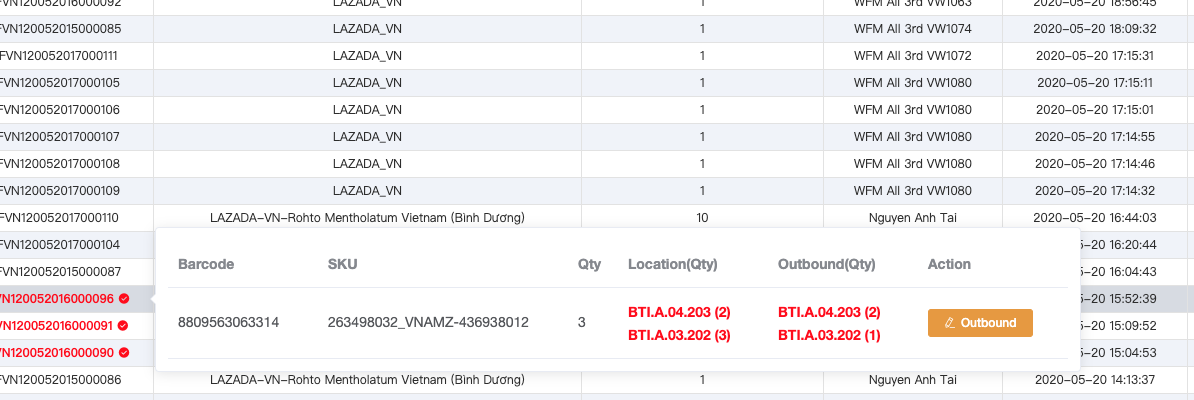 FVN120052016000092 LAZADA_VN 1 WFM All 3rd VW1063 2020-05-20 18:56:45
FVN120052015000085 LAZADA_VN 1 WFM All 3rd VW1074 2020-05-20 18:09:32
FVN120052017000111 LAZADA_VN 1 WFM All 3rd VW1072 2020-05-20 17:15:31
FVN120052017000105 LAZADA_VN 1 WFM All 3rd VW1080 2020-05-20 17:15:11
FVN120052017000106 LAZADA_VN 1 WFM All 3rd VW1080 2020-05-20 17:15:01
FVN120052017000107 LAZADA_VN 1 WFM All 3rd VW1080 2020-05-20 17:14:55
FVN120052017000108 LAZADA_VN 1 WFM All 3rd VW1080 2020-05-20 17:14:46
FVN120052017000109 LAZADA_VN 1 WFM All 3rd VW1080 2020-05-20 17:14:32
FVN120052017000110 LAZADA-VN-Rohto Mentholatum Vietnam (Bình Dương) 10 Nguyen Anh Tai 2020-05-20 16:44:03
FVN120052017000104 5-20 16:20:44
FVN120052015000087 5-20 16:04:43
VN120052016000096 5-20 15:52:39
VN120052016000091 5-20 15:09:52
VN120052016000090 5-20 15:04:53
Barcode SKU Qty Location(Qty) Outbound(Qty) Action
8809563063314 263498032_VNAMZ-436938012 3 BTI.A.04.203 (2) BTI.A.04.203 (2) Outbound
BTI.A.03.202 (3) BTI.A.03.202 (1)
FVN120052015000086 LAZADA-VN-Rohto Mentholatum Vietnam (Bình Dương) 1 Nguyen Anh Tai 2020-05-20 14:13:37